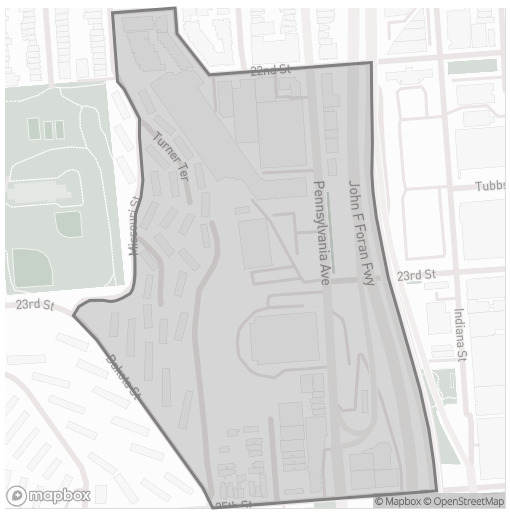 22nd St
Turner Ter
Missouri St
Pennsylvania Ave
John F Foran Fwy
Tubbs
23rd St
23rd St
Indiana St
Dakota St
25th St
mapbox
© Mapbox © OpenStreetMap